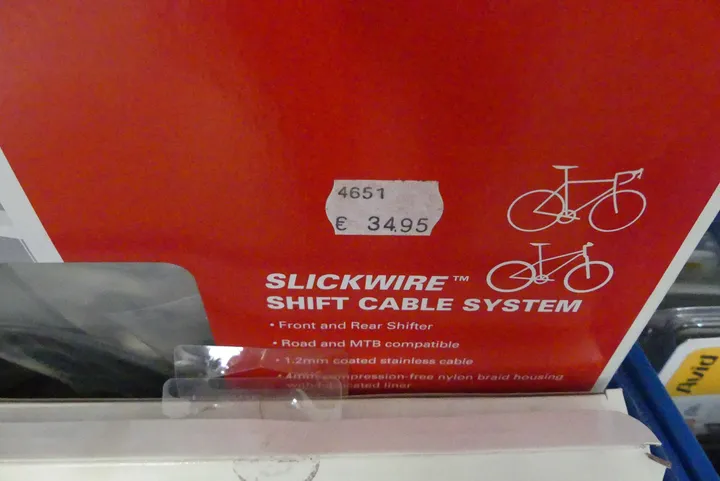 4651
€ 34.95
SLICKWIRE™
SHIFT CABLE SYSTEM
• Front and Rear Shifter
• Road and MTB compatible
• 1.2mm coated stainless cable
4mm compression-free nylon braid housing
liner
Avid